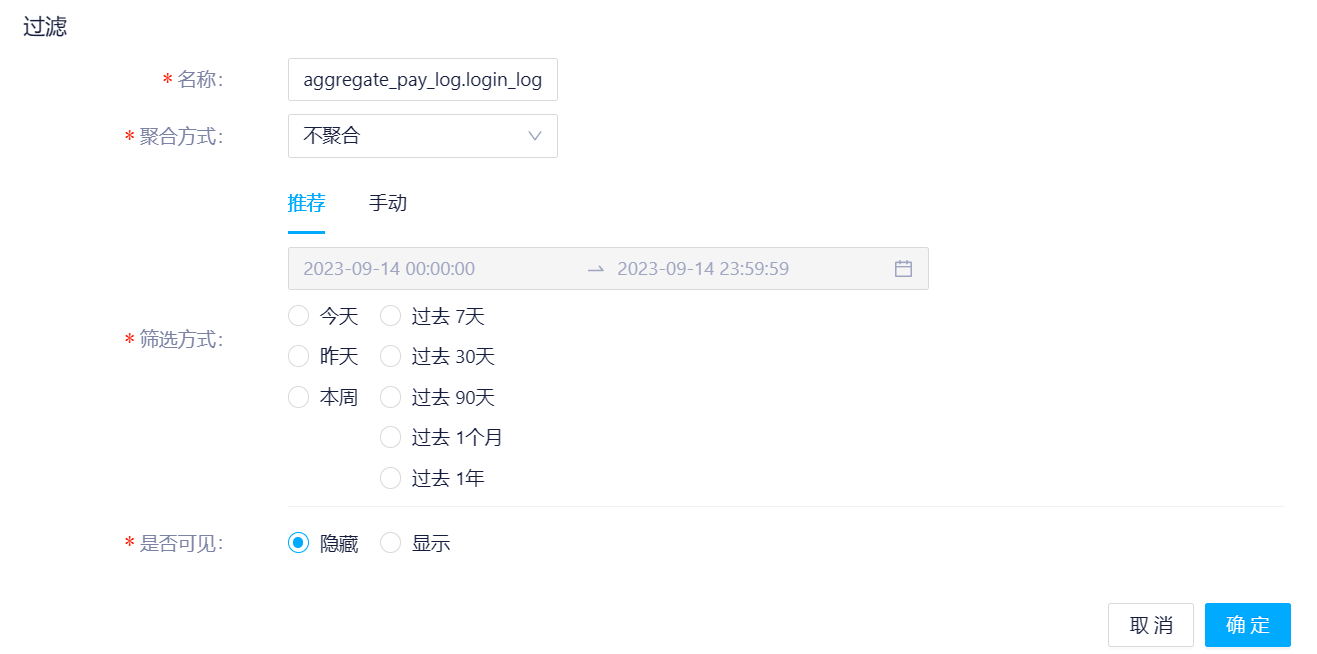 过滤
* 名称:
aggregate_pay_log.login_log
* 聚合方式:
不聚合
推荐 手动
2023-09-14 00:00:00 → 2023-09-14 23:59:59
* 筛选方式:
今天 过去 7天
昨天 过去 30天
本周 过去 90天
过去 1个月
过去 1年
* 是否可见:
隐藏 显示
取 消 确 定